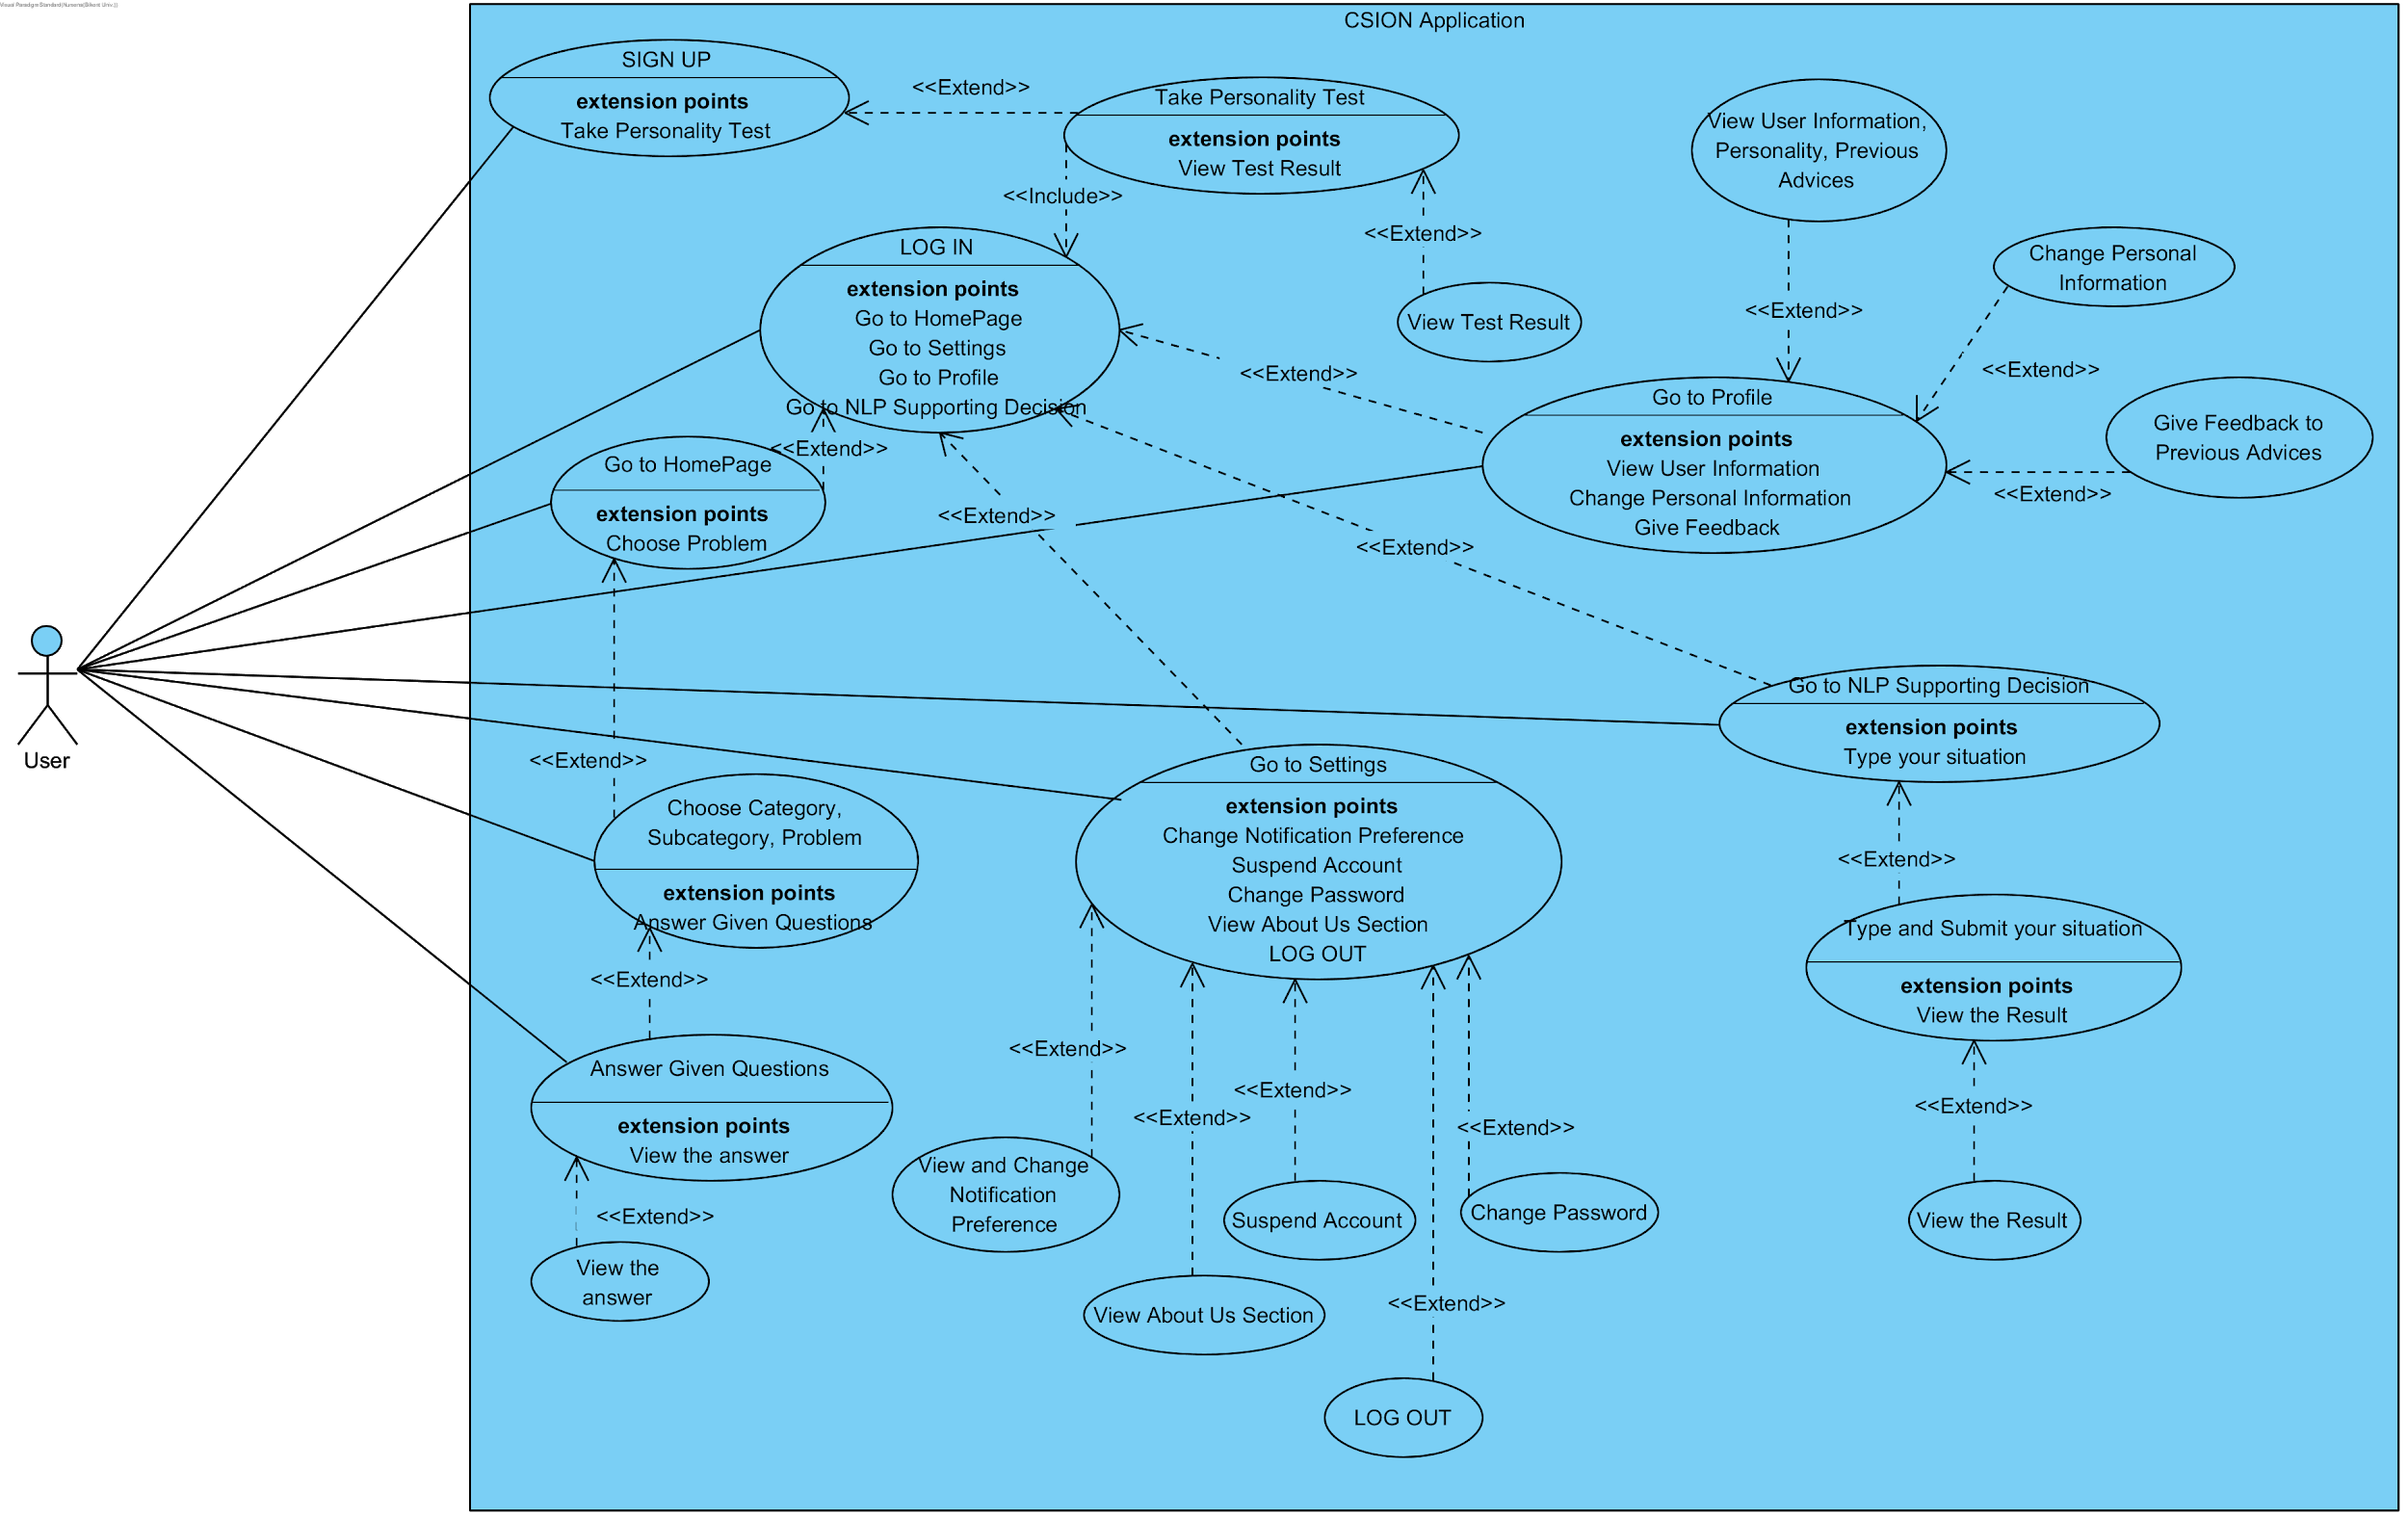 Visual Paradigm Standard
CSION Application
SIGN UP
extension points
Take Personality Test
<<Extend>>
Take Personality Test
extension points
View Test Result
View User Information,
Personality, Previous
Advices
<<Include>>
<<Extend>>
View Test Result
Change Personal
Information
<<Extend>>
<<Extend>>
LOG IN
extension points
Go to HomePage
Go to Settings
Go to Profile
Go to NLP Supporting Decision
<<Extend>>
Go to Profile
extension points
View User Information
Change Personal Information
Give Feedback
Give Feedback to
Previous Advices
<<Extend>>
<<Extend>>
Go to HomePage
extension points
Choose Problem
<<Extend>>
<<Extend>>
User
<<Extend>>
Go to NLP Supporting Decision
extension points
Type your situation
Go to Settings
extension points
Change Notification Preference
Suspend Account
Change Password
View About Us Section
LOG OUT
Choose Category,
Subcategory, Problem
extension points
Answer Given Questions
<<Extend>>
Type and Submit your situation
extension points
View the Result
<<Extend>>
Answer Given Questions
extension points
View the answer
<<Extend>>
<<Extend>>
<<Extend>>
<<Extend>>
<<Extend>>
View and Change
Notification
Preference
Suspend Account
Change Password
View the Result
<<Extend>>
View the
answer
View About Us Section
<<Extend>>
LOG OUT